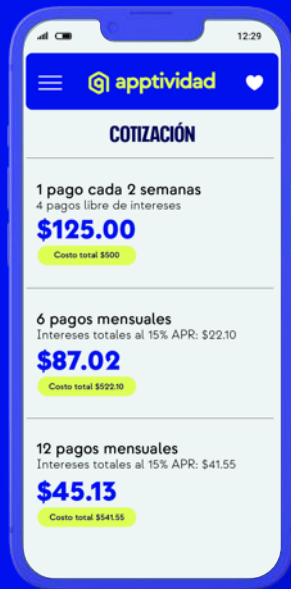 12:29
apptividad
COTIZACIÓN
1 pago cada 2 semanas
4 pagos libre de intereses
$125.00
Costo total $500
6 pagos mensuales
Intereses totales al 15% APR: $22.10
$87.02
Costo total $522.10
12 pagos mensuales
Intereses totales al 15% APR: $41.55
$45.13
Costo total $541.55